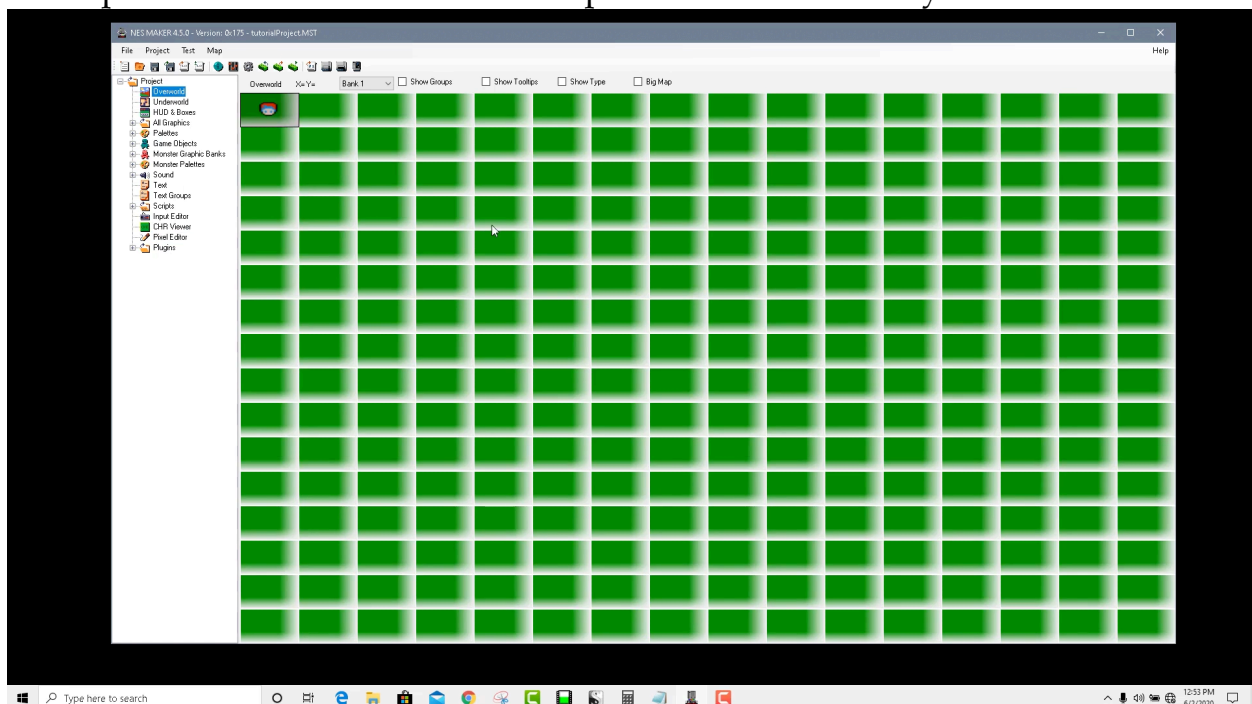 NES MAKER 4.5.0 - Version: 0x175 - tutorialProject.MST
File Project Test Map Help
Project
Overworld
Underworld
HUD & Boxes
All Graphics
Palettes
Game Objects
Monster Graphic Banks
Monster Palettes
Sound
Text
Text Groups
Scripts
Input Editor
CHR Viewer
Pixel Editor
Plugins
Overworld X= Y= Bank 1 Show Groups Show Tooltips Show Type Big Map
Type here to search
12:53 PM
6/2/2020